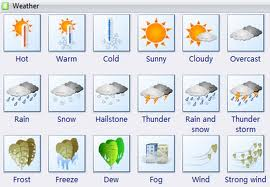 Weather
Hot Warm Cold Sunny Cloudy Overcast
Rain Snow Hailstone Thunder Rain and snow Thunder storm
Frost Freeze Dew Fog Wind Strong wind